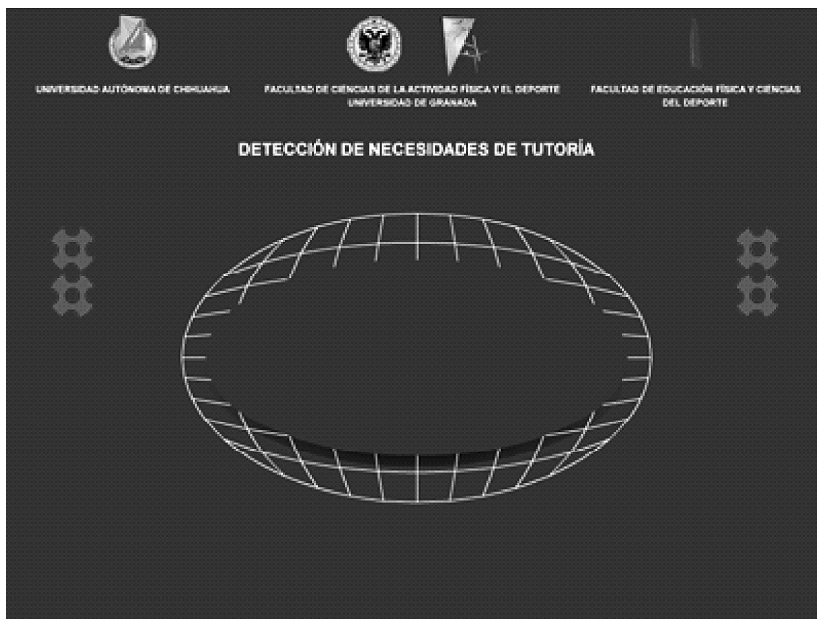 UNIVERSIDAD AUTÓNOMA DE CHIHUAHUA
FACULTAD DE CIENCIAS DE LA ACTIVIDAD FÍSICA Y EL DEPORTE
UNIVERSIDAD DE GRANADA
FACULTAD DE EDUCACIÓN FÍSICA Y CIENCIAS
DEL DEPORTE
DETECCIÓN DE NECESIDADES DE TUTORÍA